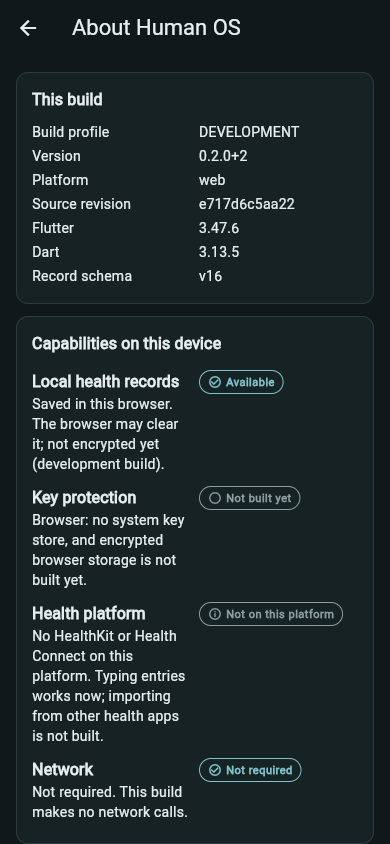 About Human OS
This build
Build profile DEVELOPMENT
Version 0.2.0+2
Platform web
Source revision e717d6c5aa22
Flutter 3.47.6
Dart 3.13.5
Record schema v16
Capabilities on this device
Local health records Available
Saved in this browser.
The browser may clear
it; not encrypted yet
(development build).
Key protection Not built yet
Browser: no system key
store, and encrypted
browser storage is not
built yet.
Health platform Not on this platform
No HealthKit or Health
Connect on this
platform. Typing entries
works now; importing
from other health apps
is not built.
Network Not required
Not required. This build
makes no network calls.